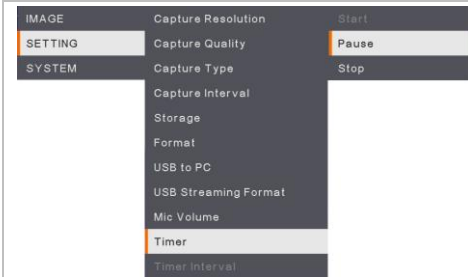 IMAGE
SETTING
SYSTEM
Capture Resolution
Capture Quality
Capture Type
Capture Interval
Storage
Format
USB to PC
USB Streaming Format
Mic Volume
Timer
Timer Interval
Start
Pause
Stop